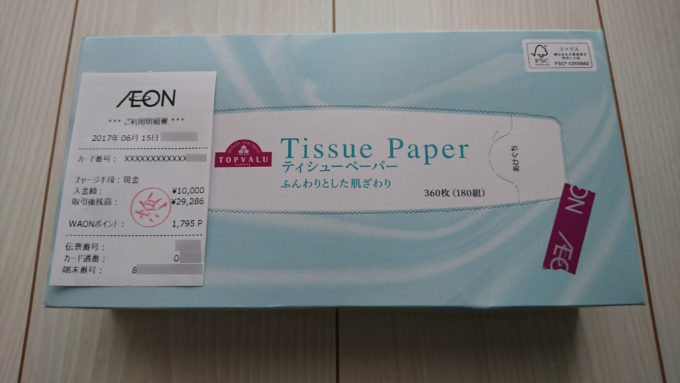 ÆON
*** ご利用明細書 ***
2017年06月15日
カード番号: XXXXXXXXXXXX
チャージ手段:現金
入金額: ¥10,000
取引後残高: ¥29,286
WAONポイント: 1,795 P
伝票番号:
カード通番: 0
端末番号: 8
TOPVALU
Tissue Paper
ティシューペーパー
ふんわりとした肌ざわり
360枚(180組)
あけくち
FSC
ミックス
FSC® C005942
ÆON